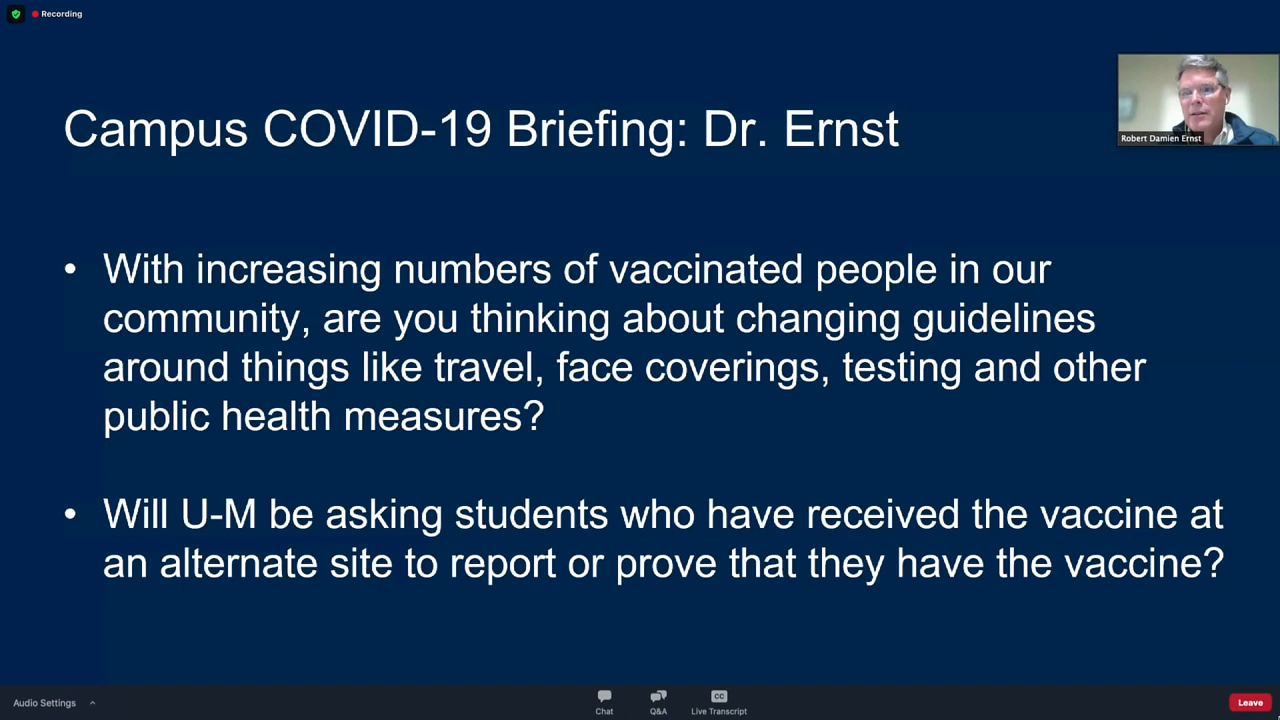 Recording
Robert Damien Ernst
Campus COVID-19 Briefing: Dr. Ernst
• With increasing numbers of vaccinated people in our
community, are you thinking about changing guidelines
around things like travel, face coverings, testing and other
public health measures?
• Will U-M be asking students who have received the vaccine at
an alternate site to report or prove that they have the vaccine?
Audio Settings
Chat
Q&A
CC
Live Transcript
Leave